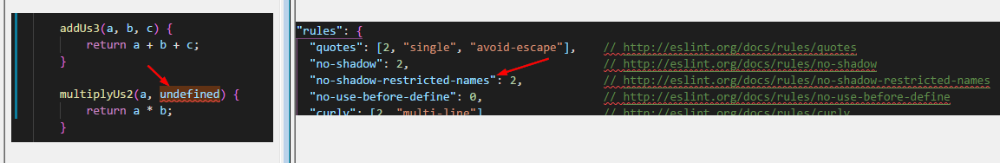 addUs3(a, b, c) {
return a + b + c;
}
multiplyUs2(a, undefined) {
return a * b;
}
"rules": {
"quotes": [2, "single", "avoid-escape"], // http://eslint.org/docs/rules/quotes
"no-shadow": 2, // http://eslint.org/docs/rules/no-shadow
"no-shadow-restricted-names": 2, // http://eslint.org/docs/rules/no-shadow-restricted-names
"no-use-before-define": 0, // http://eslint.org/docs/rules/no-use-before-define
"curly": [2, "multi-line"] // http://eslint.org/docs/rules/curly